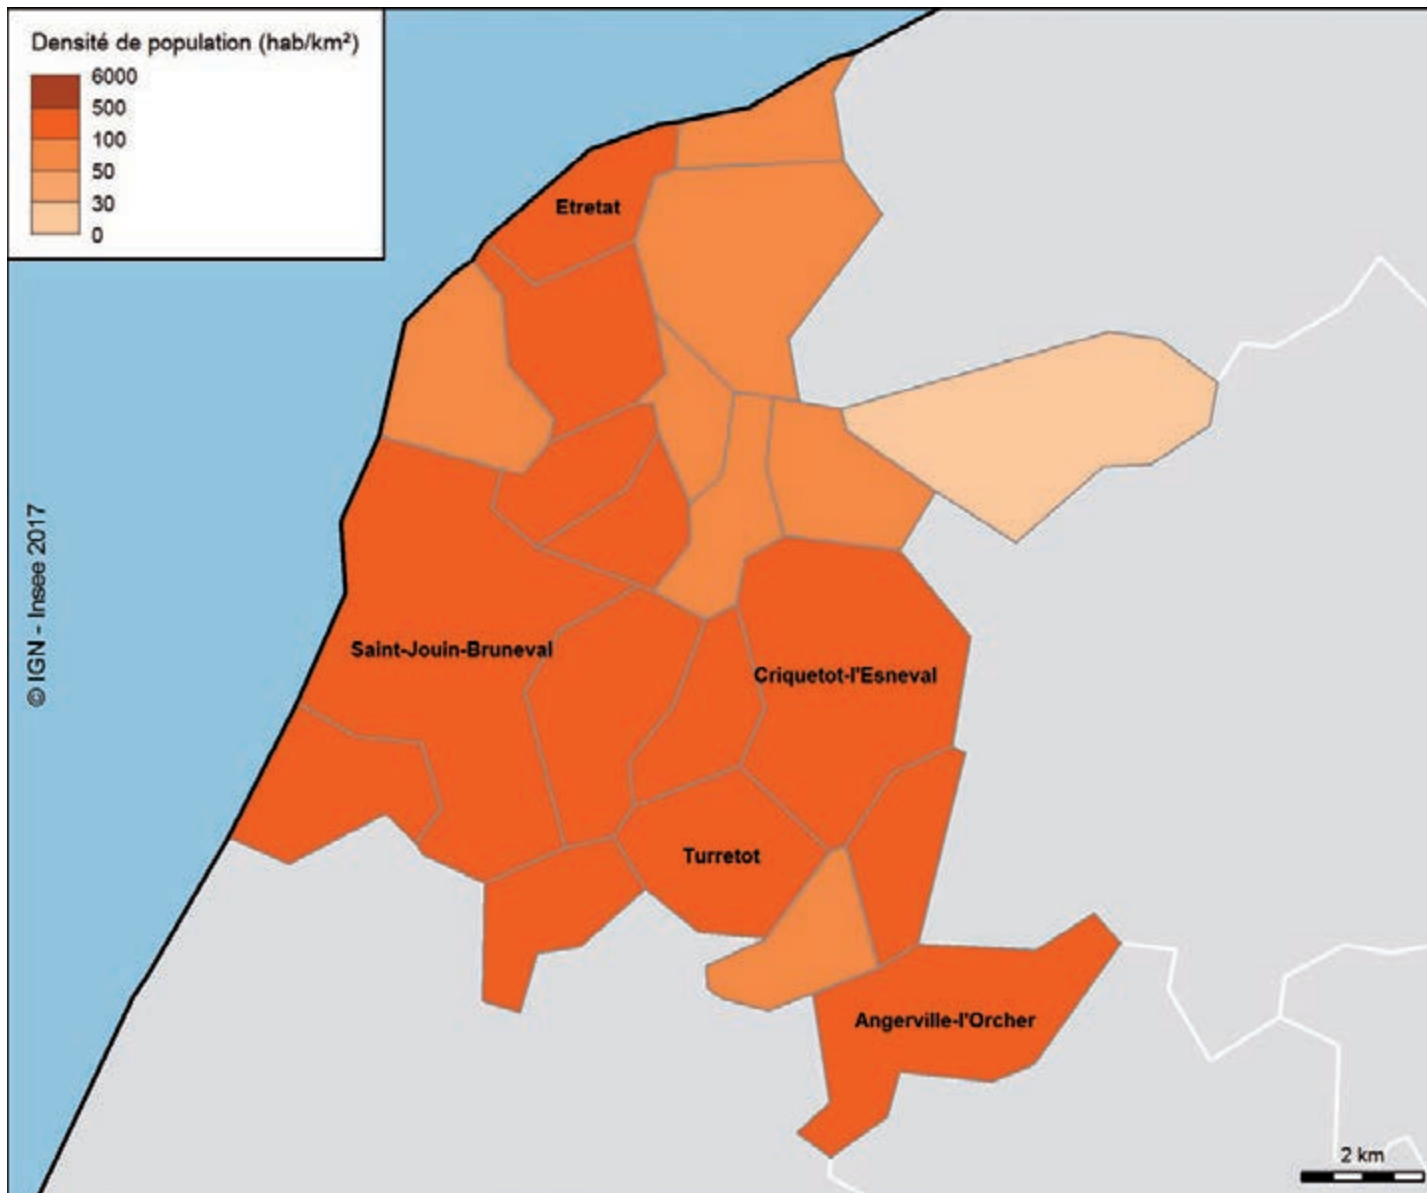 Densité de population (hab/km²)
6000
500
100
50
30
0
Etretat
© IGN - Insee 2017
Saint-Jouin-Bruneval
Criquetot-l'Esneval
Turretot
Angerville-l'Orcher
2 km